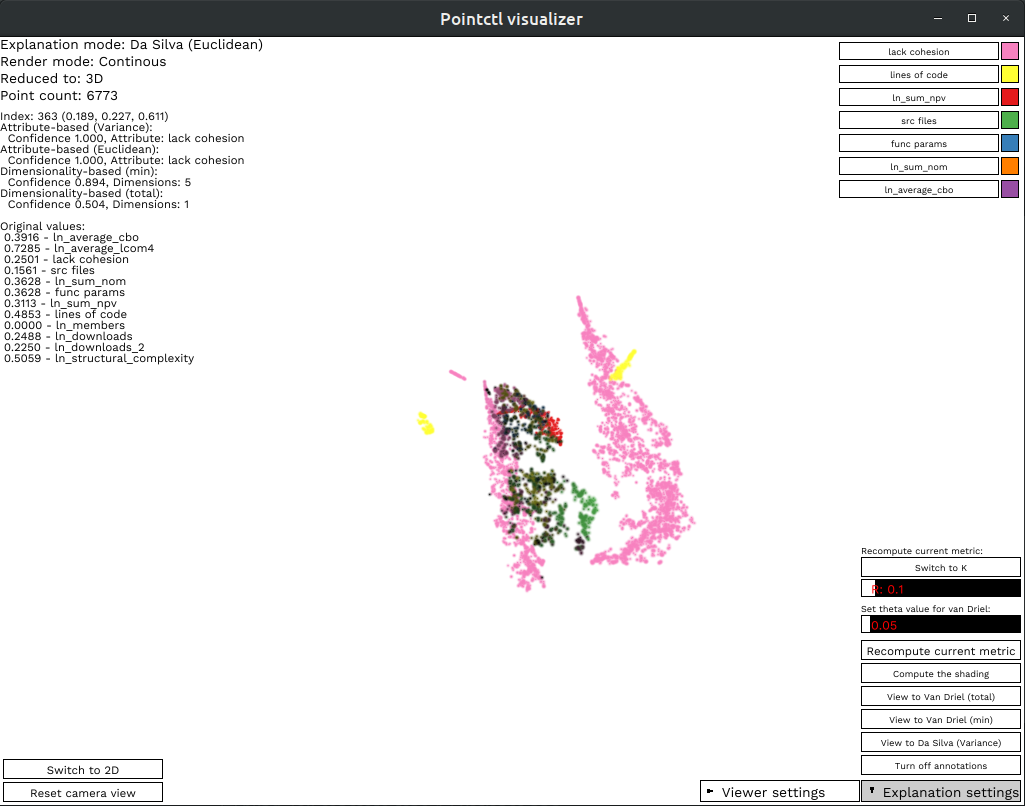 Pointctl visualizer
Explanation mode: Da Silva (Euclidean)
Render mode: Continous
Reduced to: 3D
Point count: 6773
Index: 363 (0.189, 0.227, 0.611)
Attribute-based (Variance):
Confidence 1.000, Attribute: lack cohesion
Attribute-based (Euclidean):
Confidence 1.000, Attribute: lack cohesion
Dimensionality-based (min):
Confidence 0.894, Dimensions: 5
Dimensionality-based (total):
Confidence 0.504, Dimensions: 1
Original values:
0.3916 - ln_average_cbo
0.7285 - ln_average_lcom4
0.2501 - lack cohesion
0.1561 - src files
0.3628 - ln_sum_nom
0.3628 - func params
0.3113 - ln_sum_npv
0.4853 - lines of code
0.0000 - ln_members
0.2488 - ln_downloads
0.2250 - ln_downloads_2
0.5059 - ln_structural_complexity
lack cohesion
lines of code
ln_sum_npv
src files
func params
ln_sum_nom
ln_average_cbo
Recompute current metric:
Switch to K
R: 0.1
Set theta value for van Driel:
0.05
Recompute current metric
Compute the shading
View to Van Driel (total)
View to Van Driel (min)
View to Da Silva (Variance)
Turn off annotations
Switch to 2D
Reset camera view
Viewer settings
Explanation settings